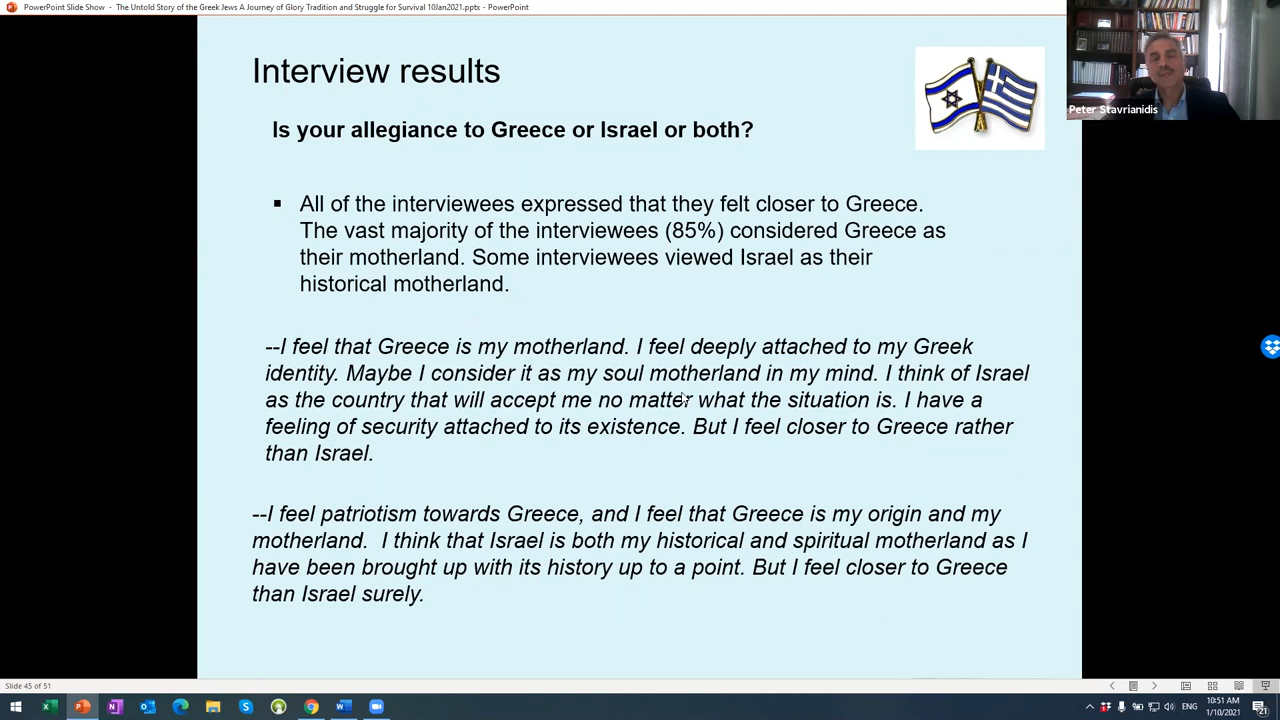 PowerPoint Slide Show - The Untold Story of the Greek Jews A Journey of Glory Tradition and Struggle for Survival 10Jan2021.pptx - PowerPoint
Interview results
Peter Stavrianidis
Is your allegiance to Greece or Israel or both?
▪ All of the interviewees expressed that they felt closer to Greece.
The vast majority of the interviewees (85%) considered Greece as
their motherland. Some interviewees viewed Israel as their
historical motherland.
--I feel that Greece is my motherland. I feel deeply attached to my Greek
identity. Maybe I consider it as my soul motherland in my mind. I think of Israel
as the country that will accept me no matter what the situation is. I have a
feeling of security attached to its existence. But I feel closer to Greece rather
than Israel.
--I feel patriotism towards Greece, and I feel that Greece is my origin and my
motherland.  I think that Israel is both my historical and spiritual motherland as I
have been brought up with its history up to a point. But I feel closer to Greece
than Israel surely.
Slide 45 of 51
ENG
10:51 AM
1/10/2021
21